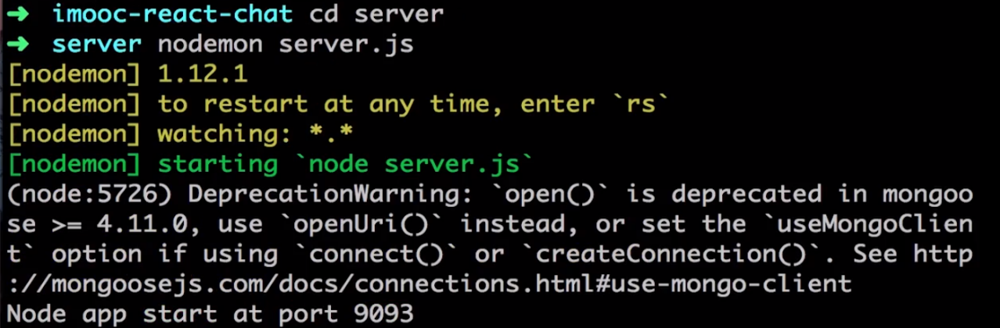 ➜ imooc-react-chat cd server
➜ server nodemon server.js
[nodemon] 1.12.1
[nodemon] to restart at any time, enter `rs`
[nodemon] watching: *.*
[nodemon] starting `node server.js`
(node:5726) DeprecationWarning: `open()` is deprecated in mongoo
se >= 4.11.0, use `openUri()` instead, or set the `useMongoClien
t` option if using `connect()` or `createConnection()`. See http
://mongoosejs.com/docs/connections.html#use-mongo-client
Node app start at port 9093